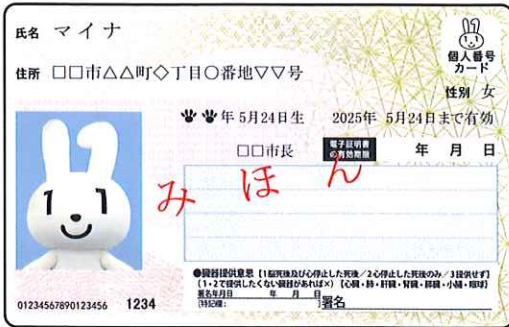 氏名 マイナ
個人番号
カード
住所 □□市△△町◇丁目○番地▽▽号
性別 女
年 5月24日生 2025年 5月24日まで有効
□□市長 電子証明書の有効期限 年 月 日
みほん
1 1
●臓器提供意思【1脳死後及び心停止した死後/2心停止した死後のみ/3提供せず】
(1・2で提供したくない臓器があれば×)【心臓・肺・肝臓・腎臓・膵臓・小腸・眼球】
署名年月日 年 月 日
[特記欄: ] 署名
01234567890123456 1234